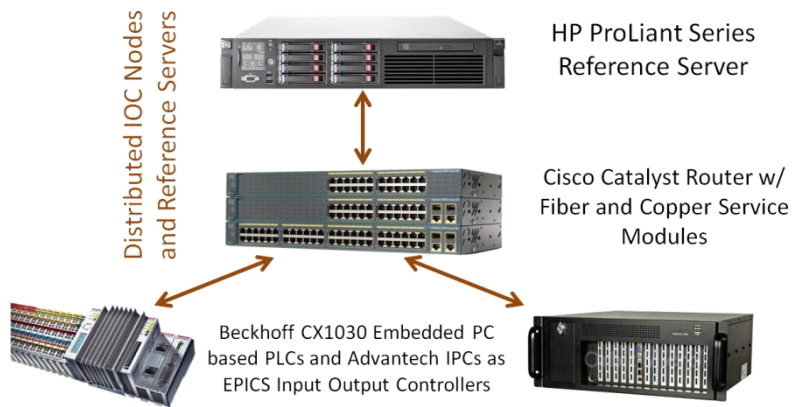 HP ProLiant Series
Reference Server
Distributed IOC Nodes
and Reference Servers
Cisco Catalyst Router w/
Fiber and Copper Service
Modules
Beckhoff CX1030 Embedded PC
based PLCs and Advantech IPCs as
EPICS Input Output Controllers